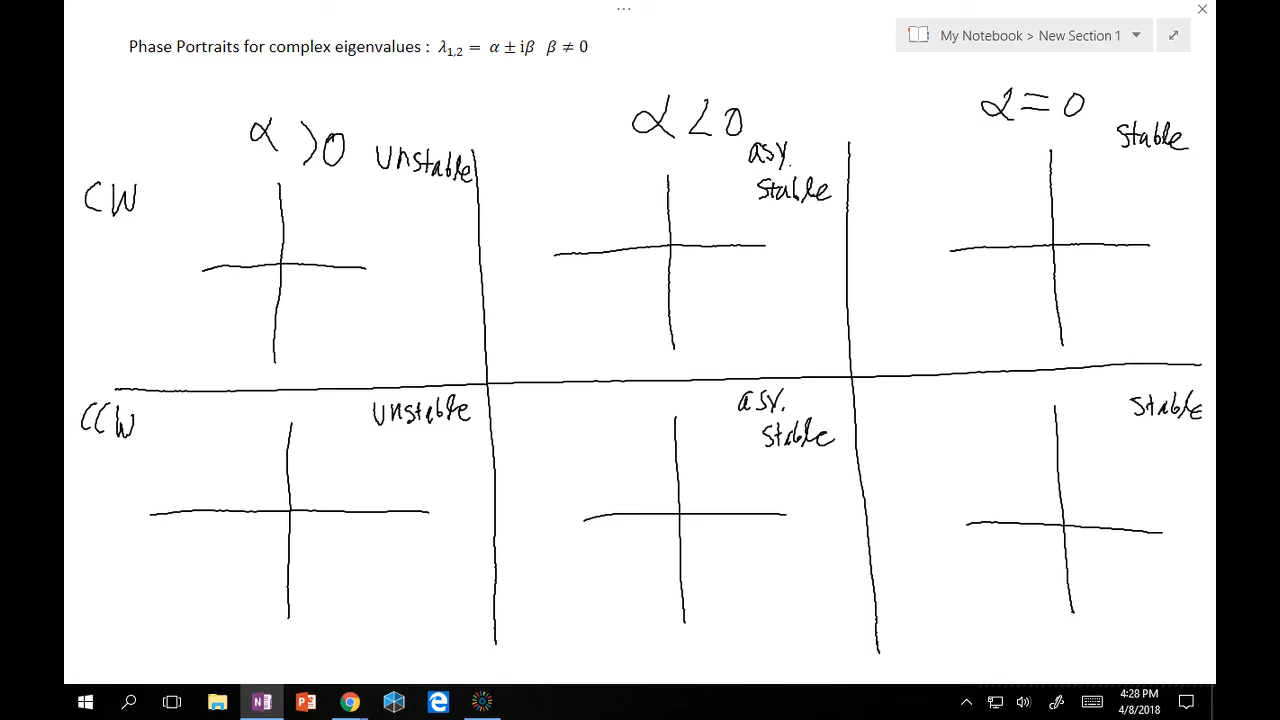 ...
Phase Portraits for complex eigenvalues : λ1,2 = α ± iβ β ≠ 0
My Notebook > New Section 1
α > 0
α < 0
α = 0
unstable
asy.
stable
stable
CW
CCW
unstable
asy.
stable
stable
4:28 PM
4/8/2018